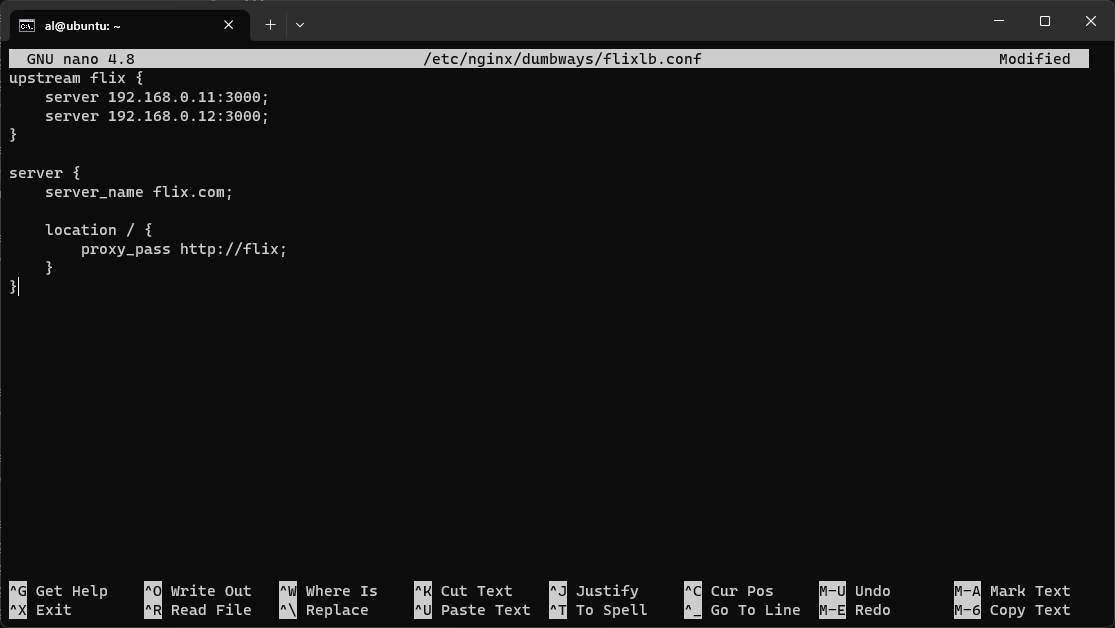 al@ubuntu: ~
GNU nano 4.8 /etc/nginx/dumbways/flixlb.conf Modified
upstream flix {
    server 192.168.0.11:3000;
    server 192.168.0.12:3000;
}

server {
    server_name flix.com;

    location / {
        proxy_pass http://flix;
    }
}
^G Get Help ^O Write Out ^W Where Is ^K Cut Text ^J Justify ^C Cur Pos M-U Undo M-A Mark Text
^X Exit ^R Read File ^\ Replace ^U Paste Text ^T To Spell ^_ Go To Line M-E Redo M-6 Copy Text